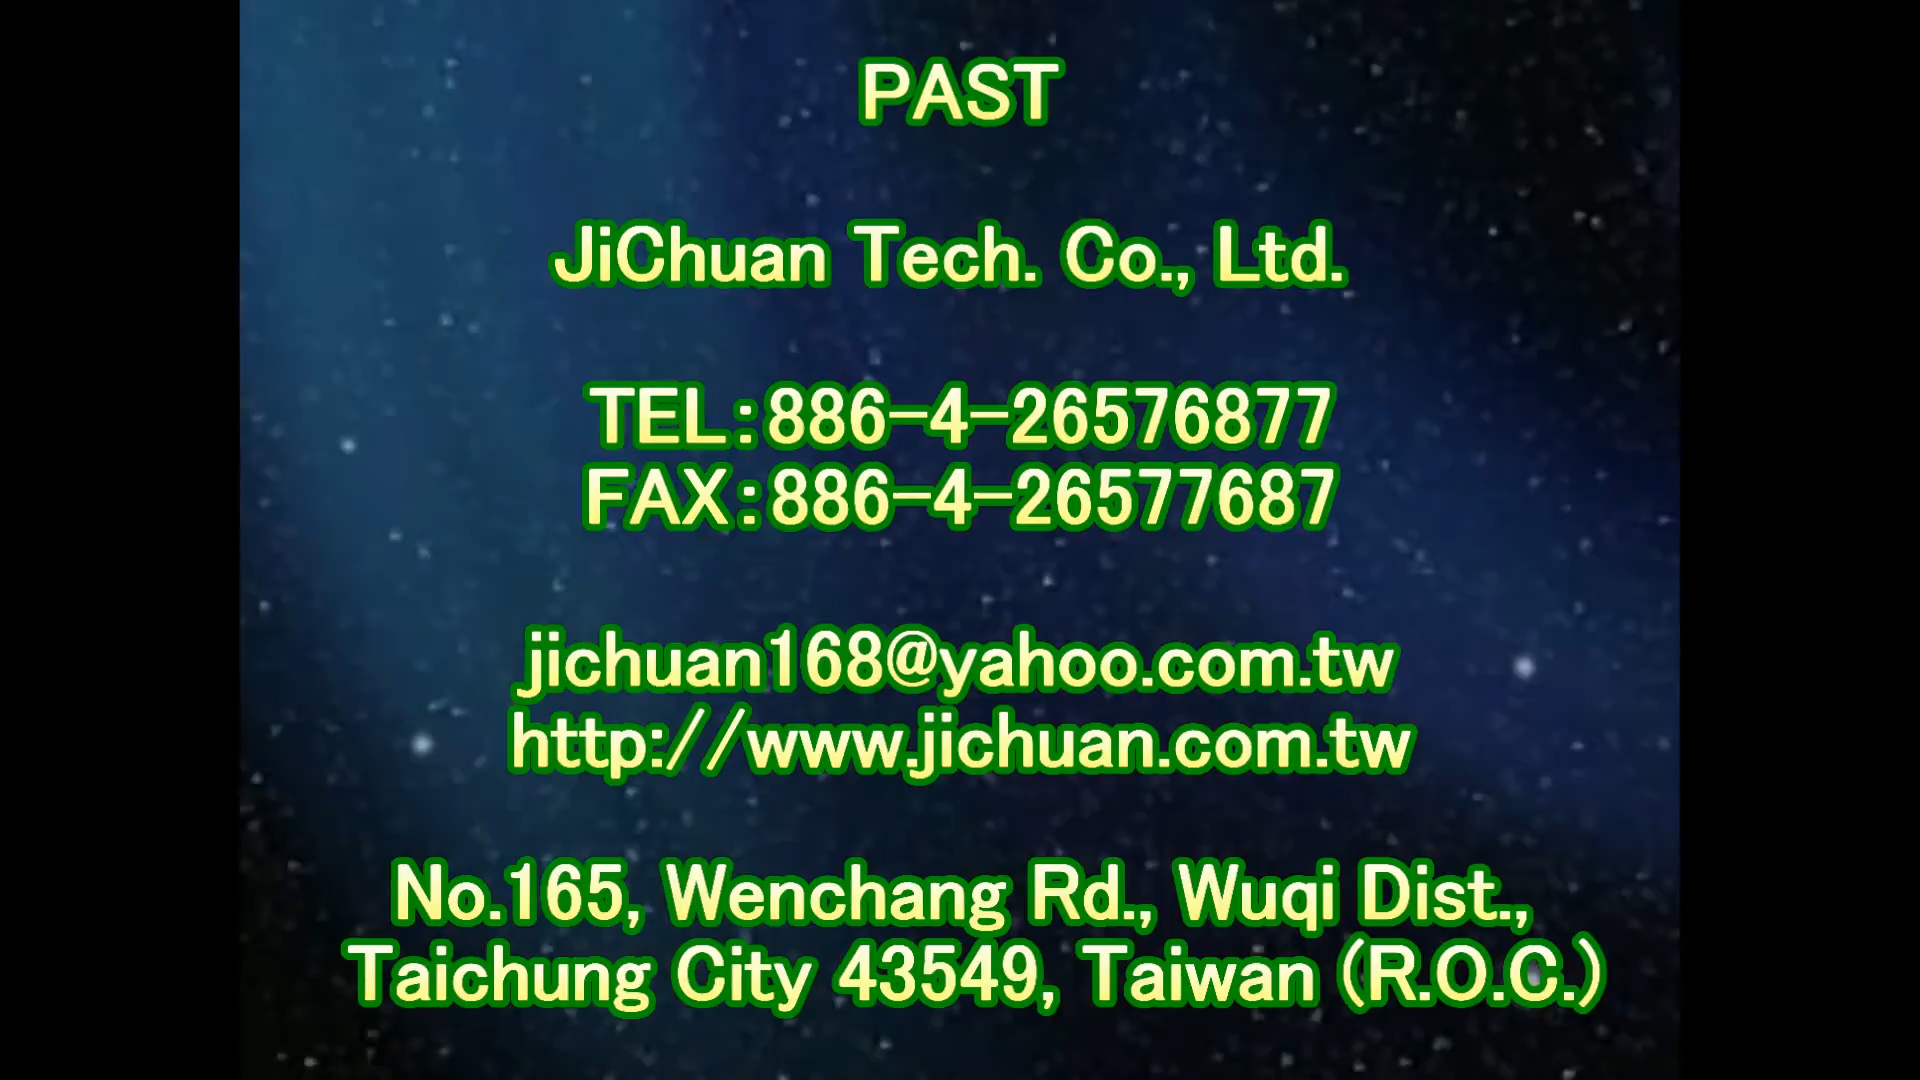 PAST
JiChuan Tech. Co., Ltd.
TEL:886-4-26576877
FAX:886-4-26577687
jichuan168@yahoo.com.tw
http://www.jichuan.com.tw
No.165, Wenchang Rd., Wuqi Dist.,
Taichung City 43549, Taiwan (R.O.C.)